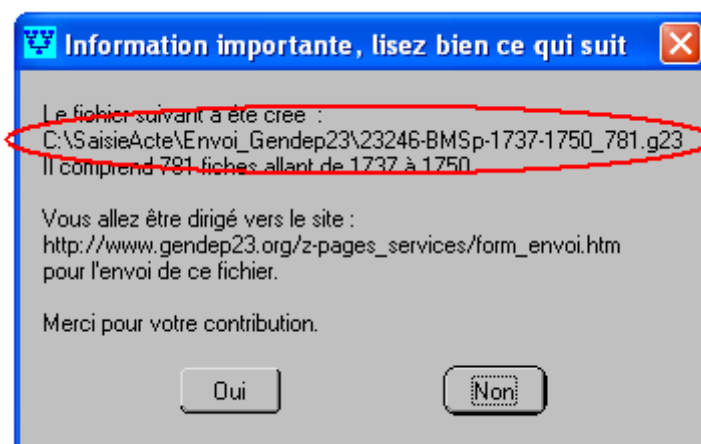 Information importante, lisez bien ce qui suit
Le fichier suivant a été créé :
C:\SaisieActe\Envoi_Gendep23\23246-BMSp-1737-1750_781.g23
Il comprend 781 fiches allant de 1737 à 1750
Vous allez être dirigé vers le site :
http://www.gendep23.org/z-pages_services/form_envoi.htm
pour l'envoi de ce fichier.
Merci pour votre contribution.
Oui
Non